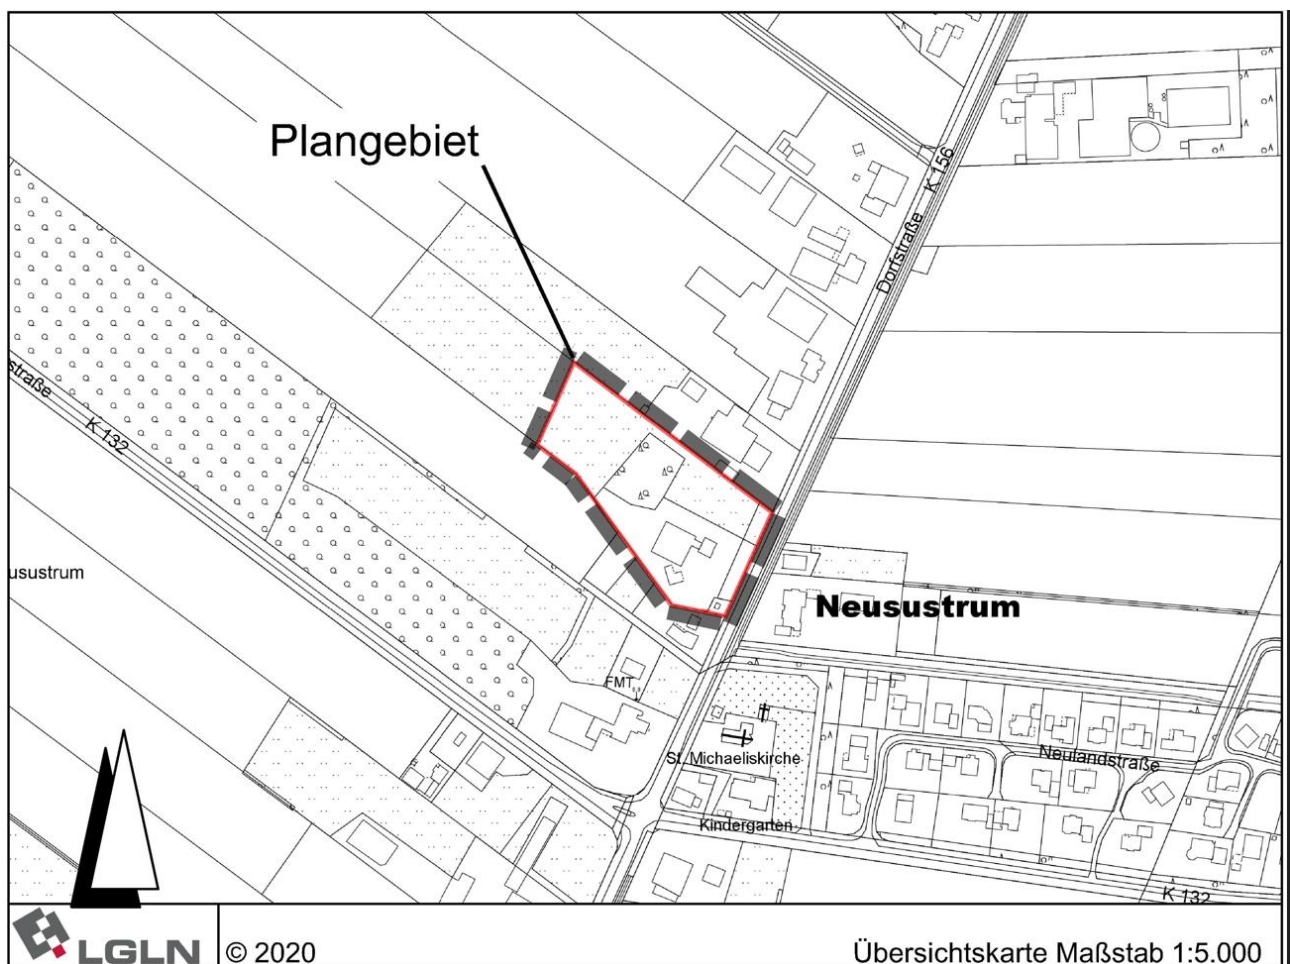 Plangebiet
K 156
Dorfstraße
straße
K 132
usustrum
Neusustrum
FMT
St. Michaeliskirche
Neulandstraße
Kindergarten
K 132
LGLN
© 2020
Übersichtskarte Maßstab 1:5.000